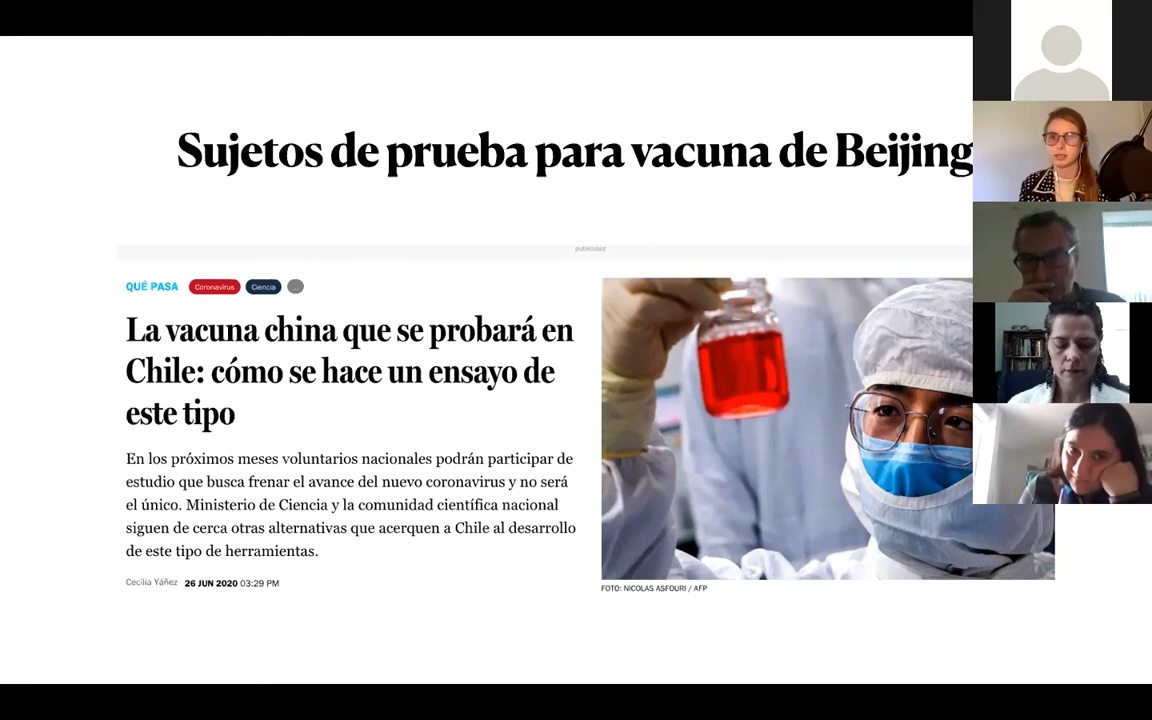 Sujetos de prueba para vacuna de Beijing
publicidad
QUÉ PASA Coronavirus Ciencia ...
La vacuna china que se probará en
Chile: cómo se hace un ensayo de
este tipo
En los próximos meses voluntarios nacionales podrán participar de
estudio que busca frenar el avance del nuevo coronavirus y no será
el único. Ministerio de Ciencia y la comunidad científica nacional
siguen de cerca otras alternativas que acerquen a Chile al desarrollo
de este tipo de herramientas.
Cecilia Yáñez 26 JUN 2020 03:29 PM
FOTO: NICOLAS ASFOURI / AFP